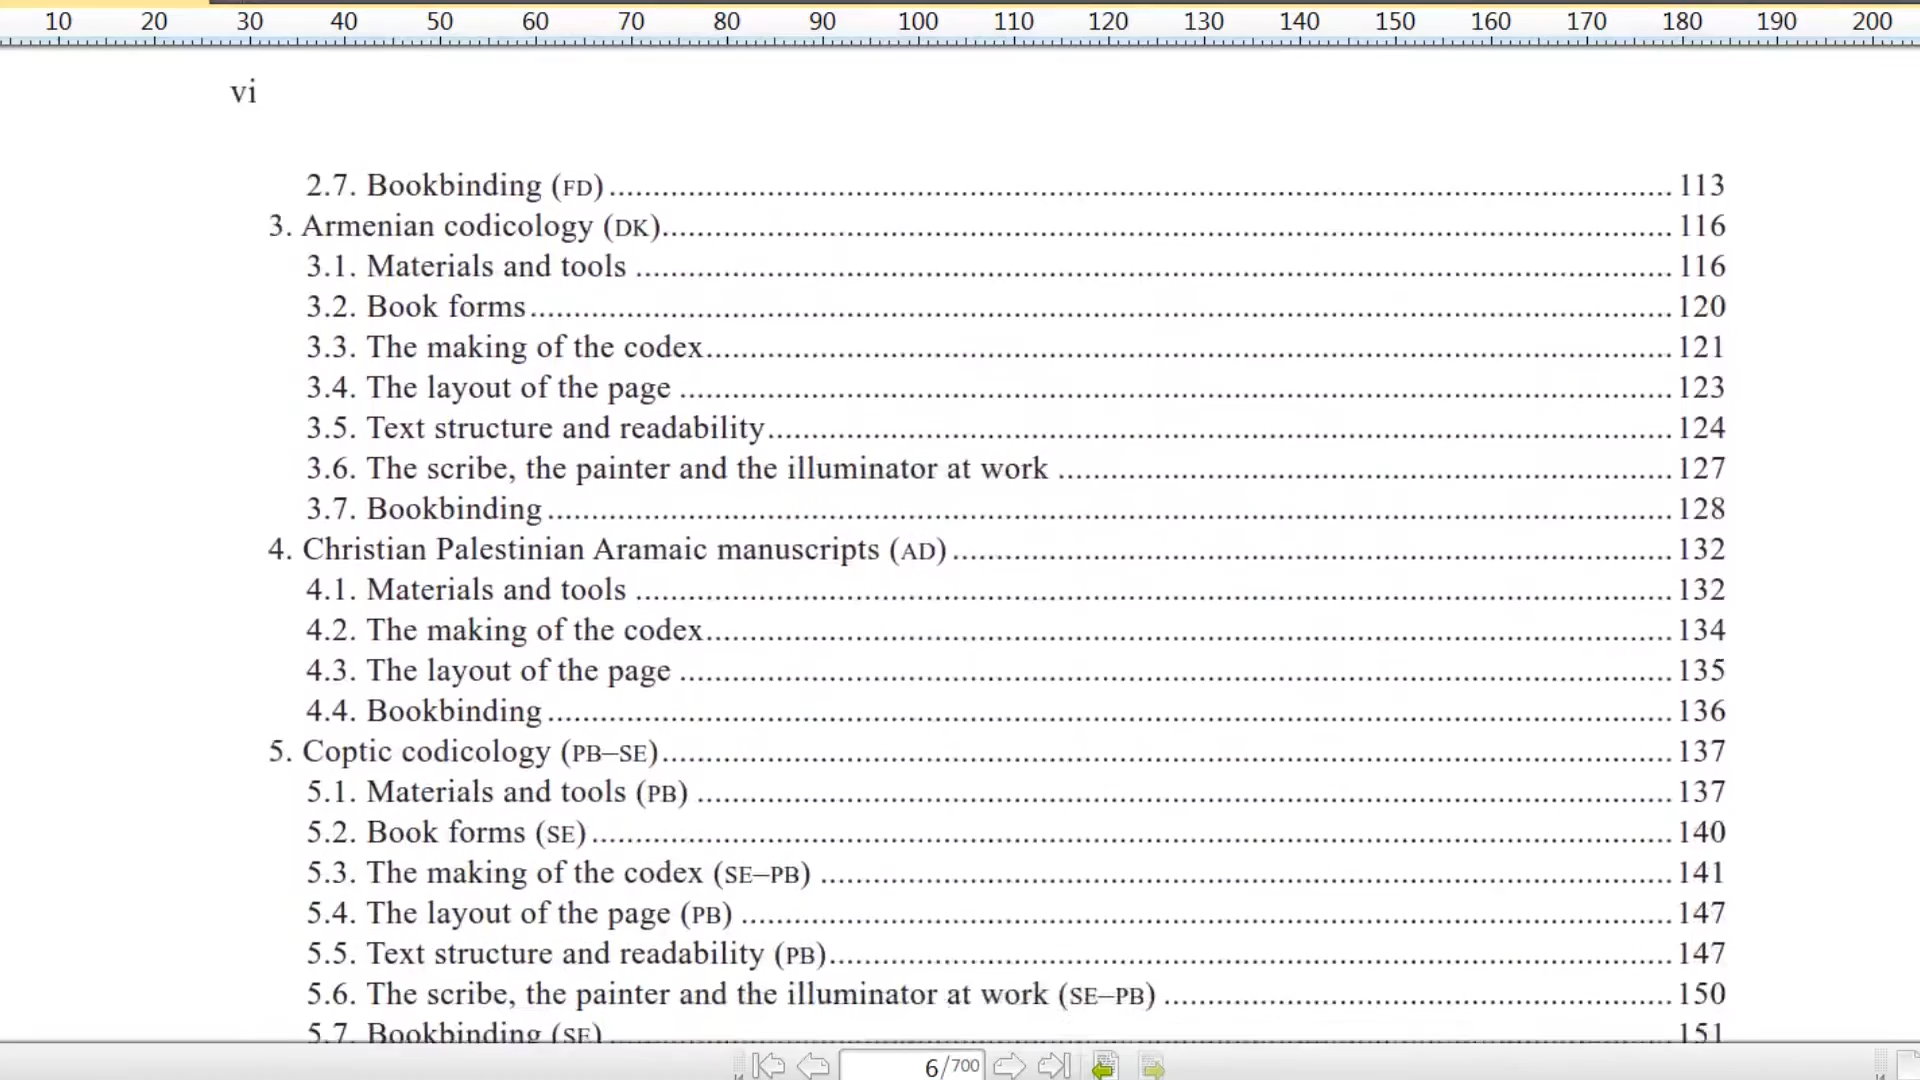 10 20 30 40 50 60 70 80 90 100 110 120 130 140 150 160 170 180 190 200
vi
2.7. Bookbinding (FD) 113
3. Armenian codicology (DK) 116
3.1. Materials and tools 116
3.2. Book forms 120
3.3. The making of the codex 121
3.4. The layout of the page 123
3.5. Text structure and readability 124
3.6. The scribe, the painter and the illuminator at work 127
3.7. Bookbinding 128
4. Christian Palestinian Aramaic manuscripts (AD) 132
4.1. Materials and tools 132
4.2. The making of the codex 134
4.3. The layout of the page 135
4.4. Bookbinding 136
5. Coptic codicology (PB–SE) 137
5.1. Materials and tools (PB) 137
5.2. Book forms (SE) 140
5.3. The making of the codex (SE–PB) 141
5.4. The layout of the page (PB) 147
5.5. Text structure and readability (PB) 147
5.6. The scribe, the painter and the illuminator at work (SE–PB) 150
5.7. Bookbinding (SE) 151
6/700